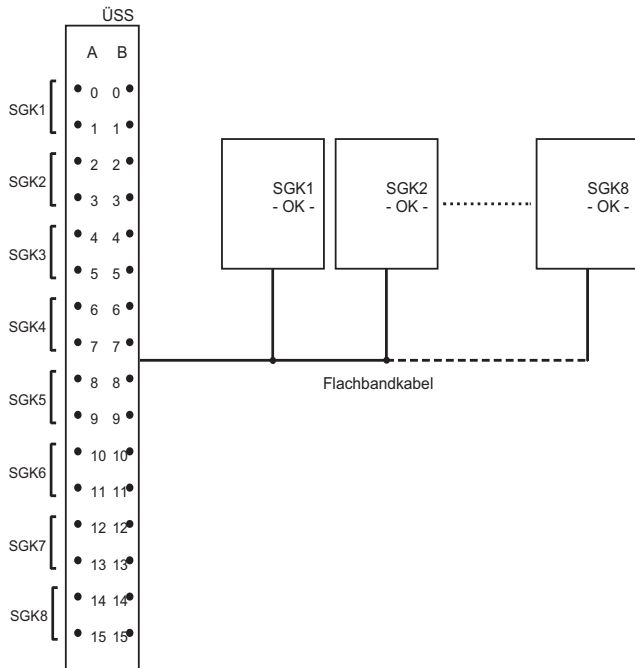 ÜSS
A B
SGK1
0 0
1 1
SGK2
2 2
3 3
SGK3
4 4
5 5
SGK4
6 6
7 7
SGK5
8 8
9 9
SGK6
10 10
11 11
SGK7
12 12
13 13
SGK8
14 14
15 15
SGK1
- OK -
SGK2
- OK -
SGK8
- OK -
Flachbandkabel